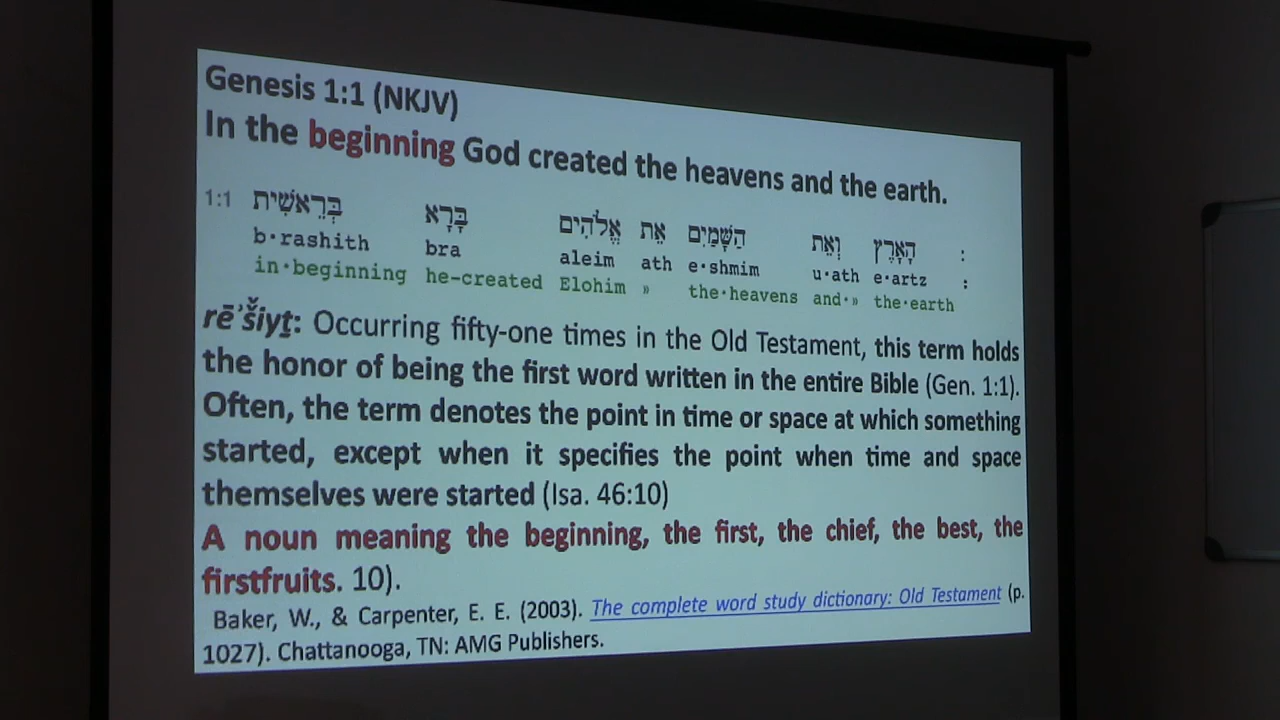 Genesis 1:1 (NKJV)
In the beginning God created the heavens and the earth.
1:1 בְּרֵאשִׁית בָּרָא אֱלֹהִים אֵת הַשָּׁמַיִם וְאֵת הָאָרֶץ :
b·rashith bra aleim ath e·shmim u·ath e·artz :
in·beginning he-created Elohim » the·heavens and·» the·earth
rēʾšiyṯ: Occurring fifty-one times in the Old Testament, this term holds
the honor of being the first word written in the entire Bible (Gen. 1:1).
Often, the term denotes the point in time or space at which something
started, except when it specifies the point when time and space
themselves were started (Isa. 46:10)
A noun meaning the beginning, the first, the chief, the best, the
firstfruits. 10).
Baker, W., & Carpenter, E. E. (2003). The complete word study dictionary: Old Testament (p.
1027). Chattanooga, TN: AMG Publishers.